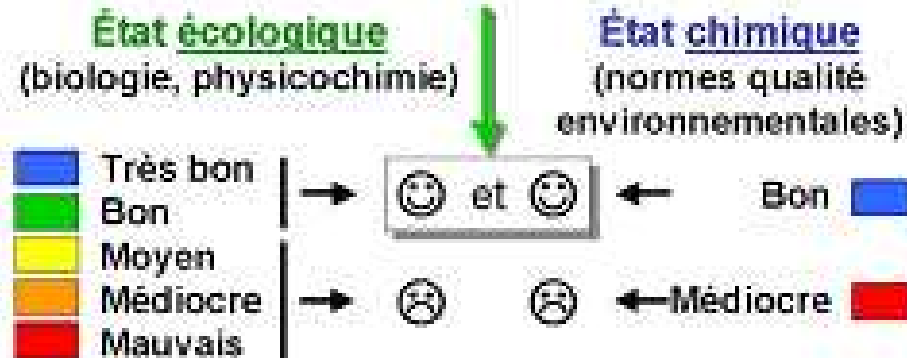 État écologique
(biologie, physicochimie)
État chimique
(normes qualité
environnementales)
Très bon
Bon
Moyen
Médiocre
Mauvais
et
Bon
Médiocre